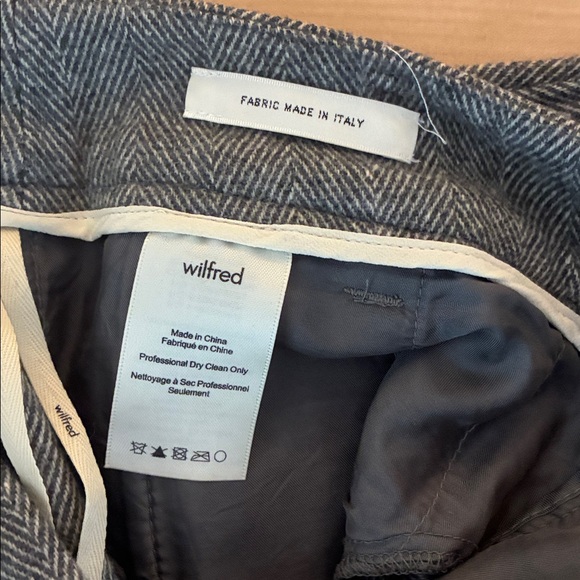 FABRIC MADE IN ITALY
wilfred
Made in China
Fabriqué en Chine
Professional Dry Clean Only
Nettoyage à Sac Professionnel
Seulement
wilfred